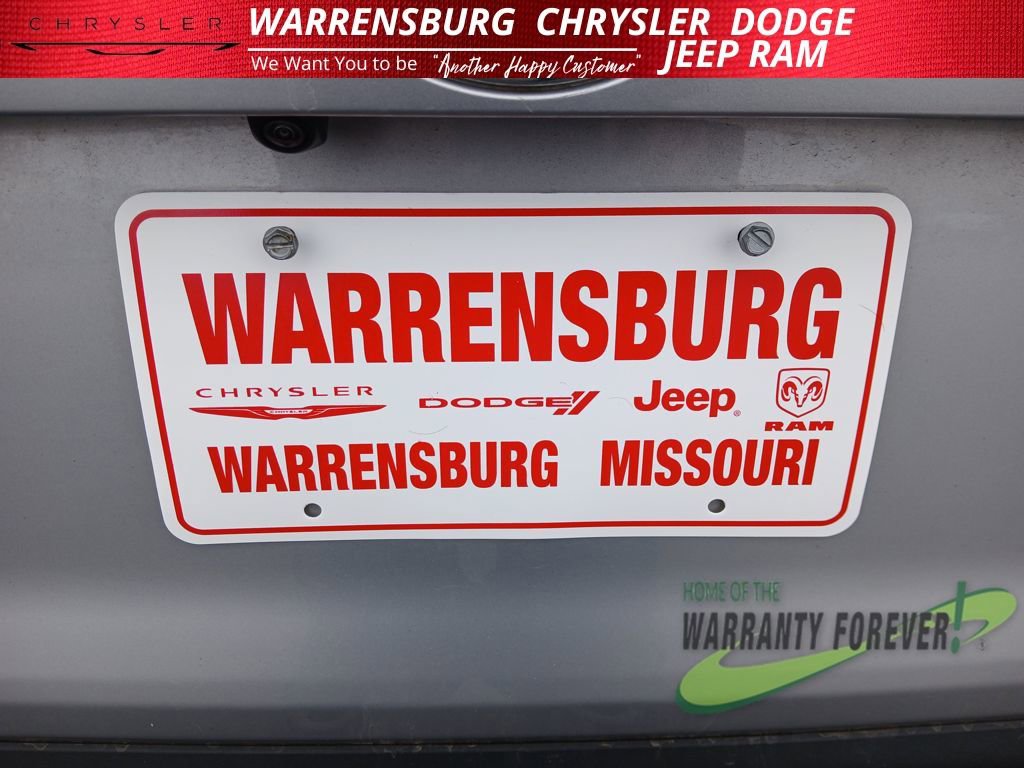 CHRYSLER
WARRENSBURG CHRYSLER DODGE
JEEP RAM
We Want You to be "Another Happy Customer"
WARRENSBURG
CHRYSLER DODGE Jeep RAM
CHRYSLER
WARRENSBURG MISSOURI
HOME OF THE
WARRANTY FOREVER!